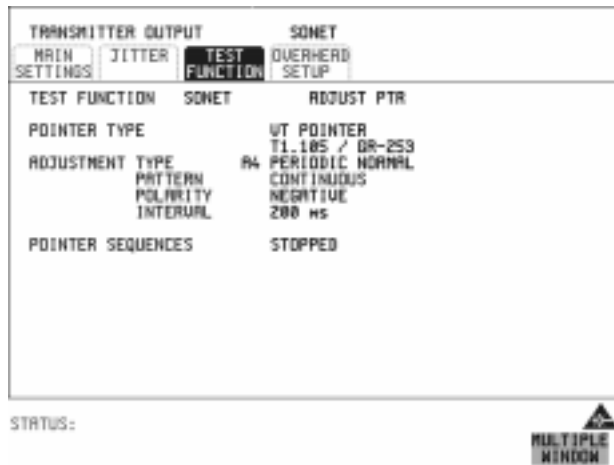 TRANSMITTER OUTPUT SONET
MAIN SETTINGS JITTER TEST FUNCTION OVERHEAD SETUP
TEST FUNCTION SONET ADJUST PTR
POINTER TYPE VT POINTER
T1.105 / GR-253
ADJUSTMENT TYPE A4 PERIODIC NORMAL
PATTERN CONTINUOUS
POLARITY NEGATIVE
INTERVAL 200 ms
POINTER SEQUENCES STOPPED
STATUS:
MULTIPLE
WINDOW